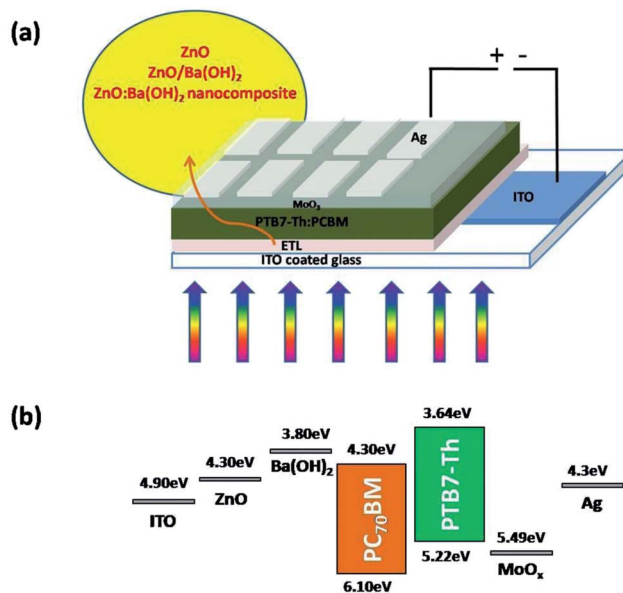 (a)
ZnO
ZnO/Ba(OH)₂
ZnO:Ba(OH)₂ nanocomposite
+ -
Ag
MoOₓ
PTB7-Th:PCBM
ITO
ETL
ITO coated glass
(b)
4.90eV
ITO
4.30eV
ZnO
3.80eV
Ba(OH)₂
4.30eV
PC₇₀BM
6.10eV
3.64eV
PTB7-Th
5.22eV
5.49eV
MoOₓ
4.3eV
Ag